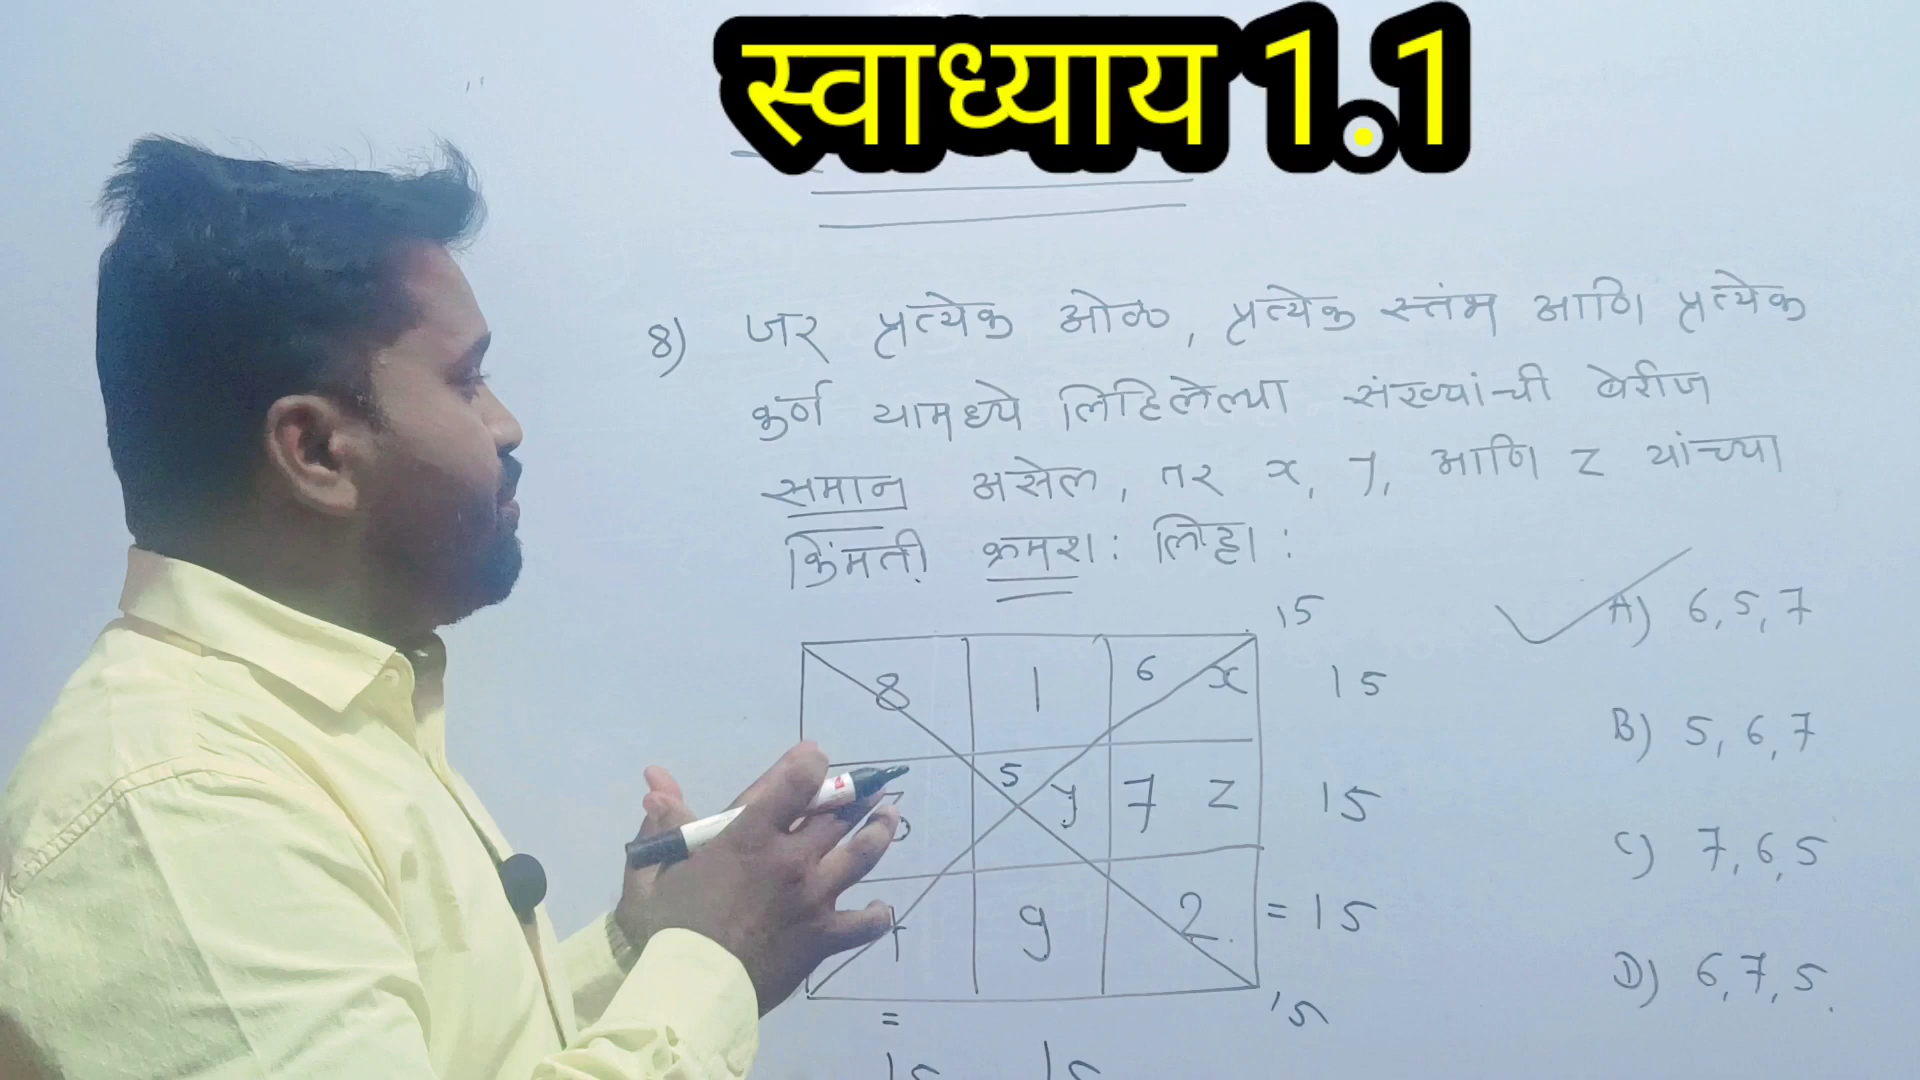 स्वाध्याय 1.1
8) जर प्रत्येक ओळ, प्रत्येक स्तंभ आणि प्रत्येक
कर्ण यामध्ये लिहिलेल्या संख्यांची बेरीज
समान असेल, तर x, y, आणि z यांच्या
किंमती क्रमशः लिहा :
15
8 1 6 x 15
5 y 7 z 15
9 2 = 15
15
=
15 15
A) 6, 5, 7
B) 5, 6, 7
C) 7, 6, 5
D) 6, 7, 5.